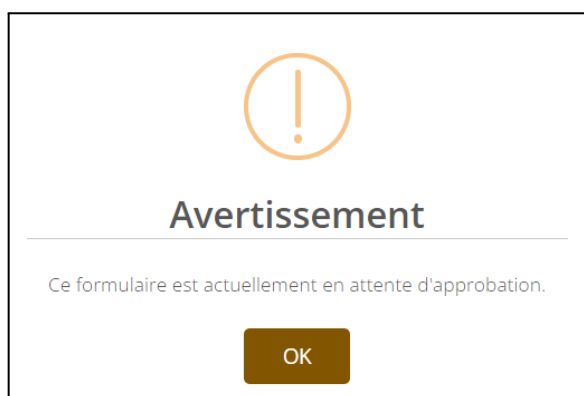 Avertissement
Ce formulaire est actuellement en attente d'approbation.
OK